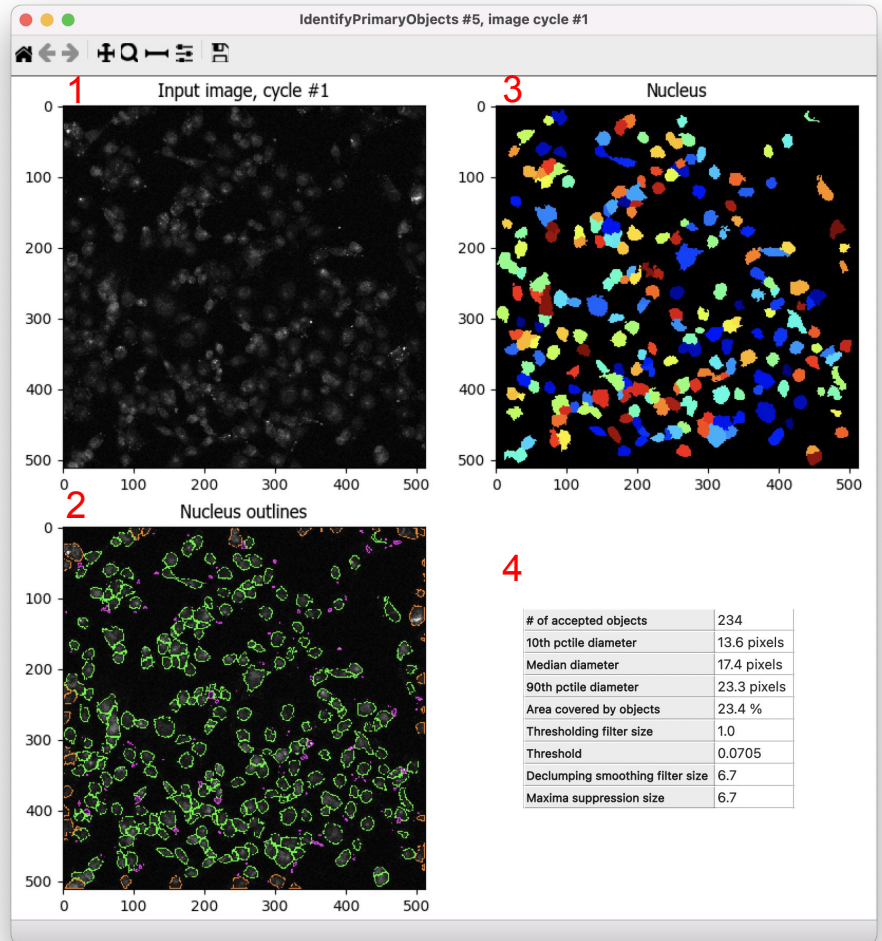 IdentifyPrimaryObjects #5, image cycle #1
1
Input image, cycle #1
0
100
200
300
400
500
0 100 200 300 400 500
3
Nucleus
0
100
200
300
400
500
0 100 200 300 400 500
2
Nucleus outlines
0
100
200
300
400
500
0 100 200 300 400 500
4
# of accepted objects 234
10th pctile diameter 13.6 pixels
Median diameter 17.4 pixels
90th pctile diameter 23.3 pixels
Area covered by objects 23.4 %
Thresholding filter size 1.0
Threshold 0.0705
Declumping smoothing filter size 6.7
Maxima suppression size 6.7